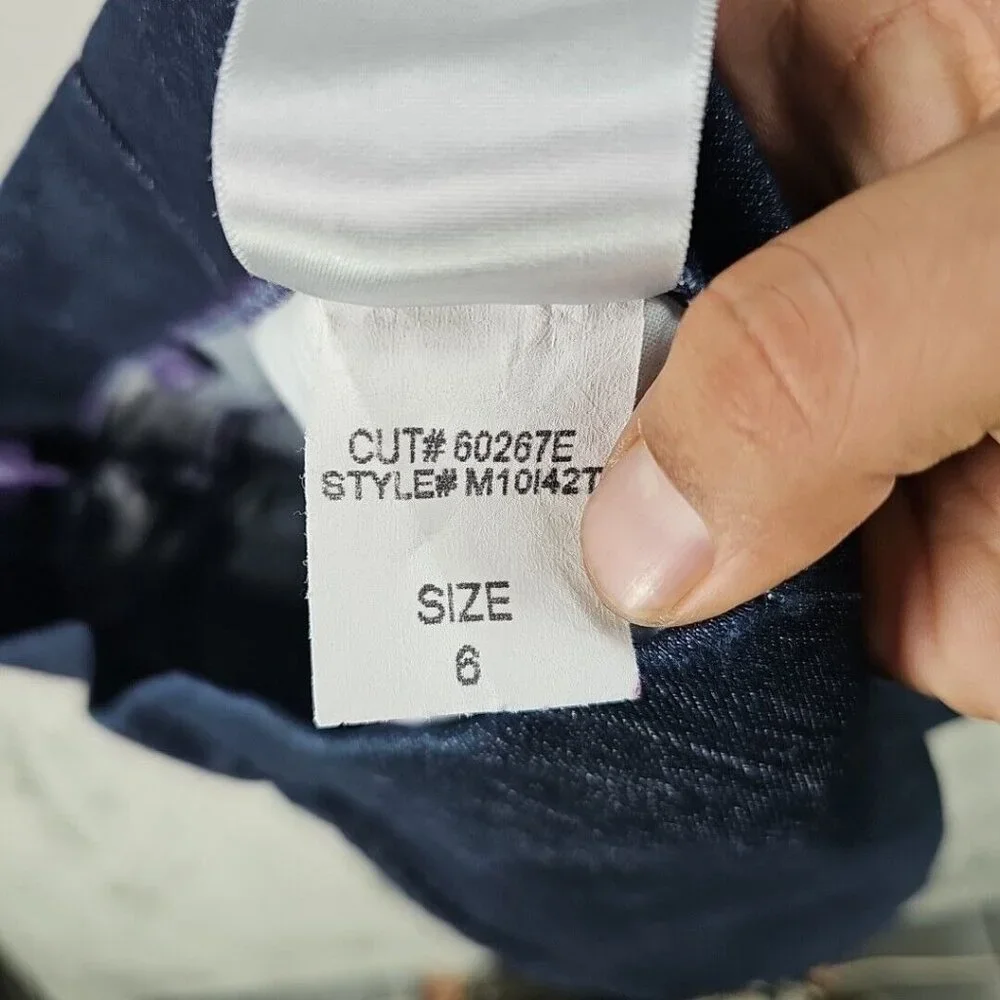 CUT# 60267E
STYLE# M10I42T
SIZE
6